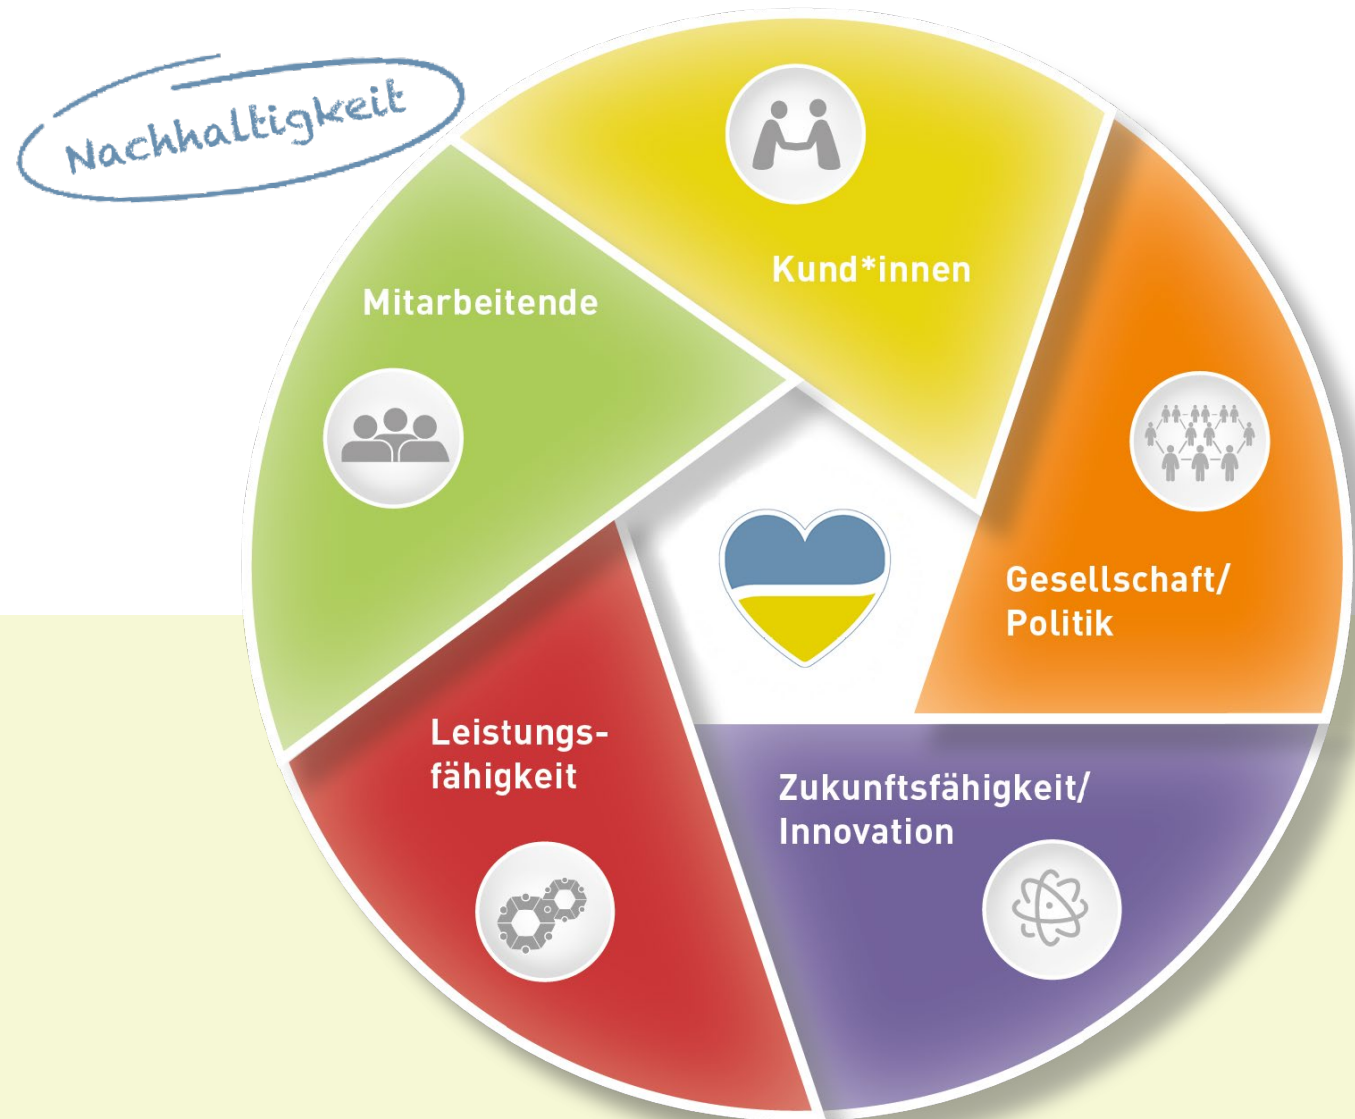 Nachhaltigkeit
Kund*innen
Mitarbeitende
Gesellschaft/
Politik
Leistungs-
fähigkeit
Zukunftsfähigkeit/
Innovation